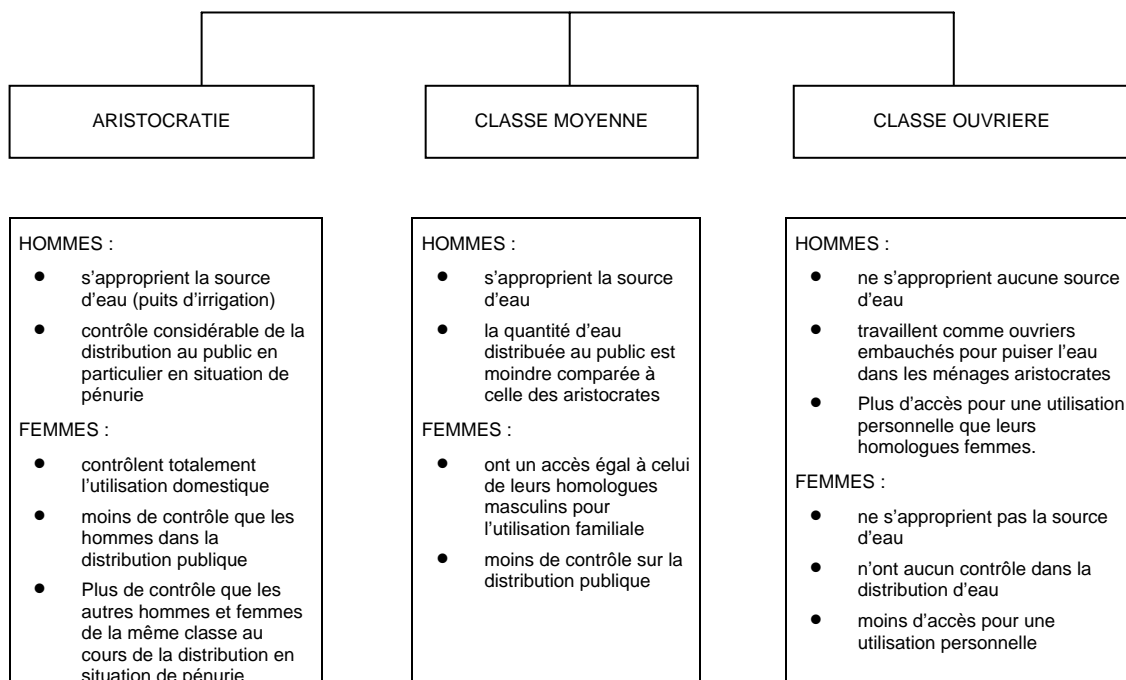 ARISTOCRATIE
CLASSE MOYENNE
CLASSE OUVRIERE
HOMMES :
● s’approprient la source
d'eau (puits d’irrigation)
● contrôle considérable de la
distribution au public en
particulier en situation de
pénurie
FEMMES :
● contrôlent totalement
l’utilisation domestique
● moins de contrôle que les
hommes dans la
distribution publique
● Plus de contrôle que les
autres hommes et femmes
de la même classe au
cours de la distribution en
situation de pénurie
HOMMES :
● s’approprient la source
d’eau
● la quantité d’eau
distribuée au public est
moindre comparée à
celle des aristocrates
FEMMES :
● ont un accès égal à celui
de leurs homologues
masculins pour
l’utilisation familiale
● moins de contrôle sur la
distribution publique
HOMMES :
● ne s’approprient aucune source
d’eau
● travaillent comme ouvriers
embauchés pour puiser l’eau
dans les ménages aristocrates
● Plus d’accès pour une utilisation
personnelle que leurs
homologues femmes.
FEMMES :
● ne s’approprient pas la source
d’eau
● n’ont aucun contrôle dans la
distribution d’eau
● moins d’accès pour une
utilisation personnelle